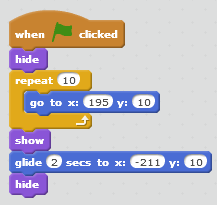 when clicked
hide
repeat 10
go to x: 195 y: 10
show
glide 2 secs to x: -211 y: 10
hide